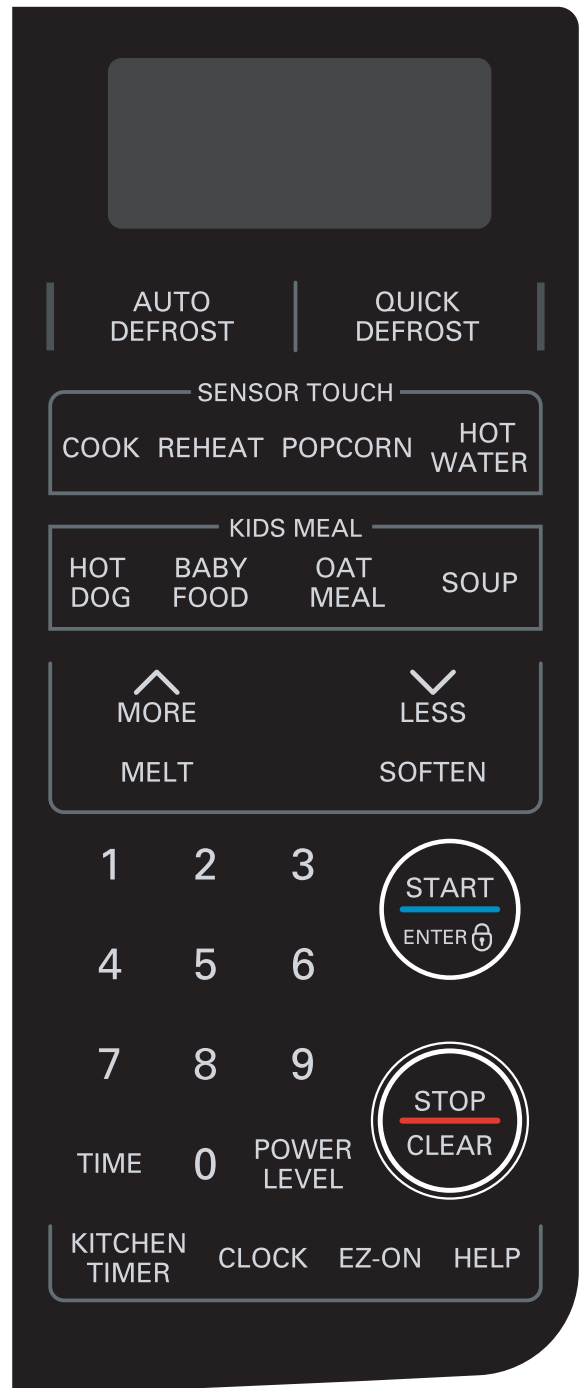 AUTO
DEFROST
QUICK
DEFROST
SENSOR TOUCH
COOK
REHEAT
POPCORN
HOT
WATER
KIDS MEAL
HOT
DOG
BABY
FOOD
OAT
MEAL
SOUP
MORE
LESS
MELT
SOFTEN
1 2 3
START
ENTER
4 5 6
7 8 9
STOP
CLEAR
TIME
0
POWER
LEVEL
KITCHEN
TIMER
CLOCK
EZ-ON
HELP